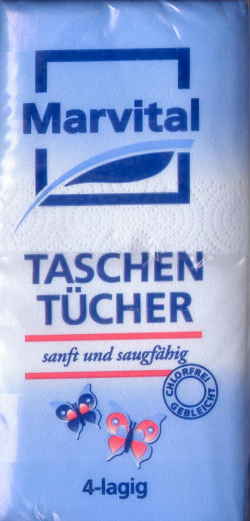 Marvital
TASCHEN
TÜCHER
sanft und saugfähig
CHLORFREI
GEBLEICHT
4-lagig